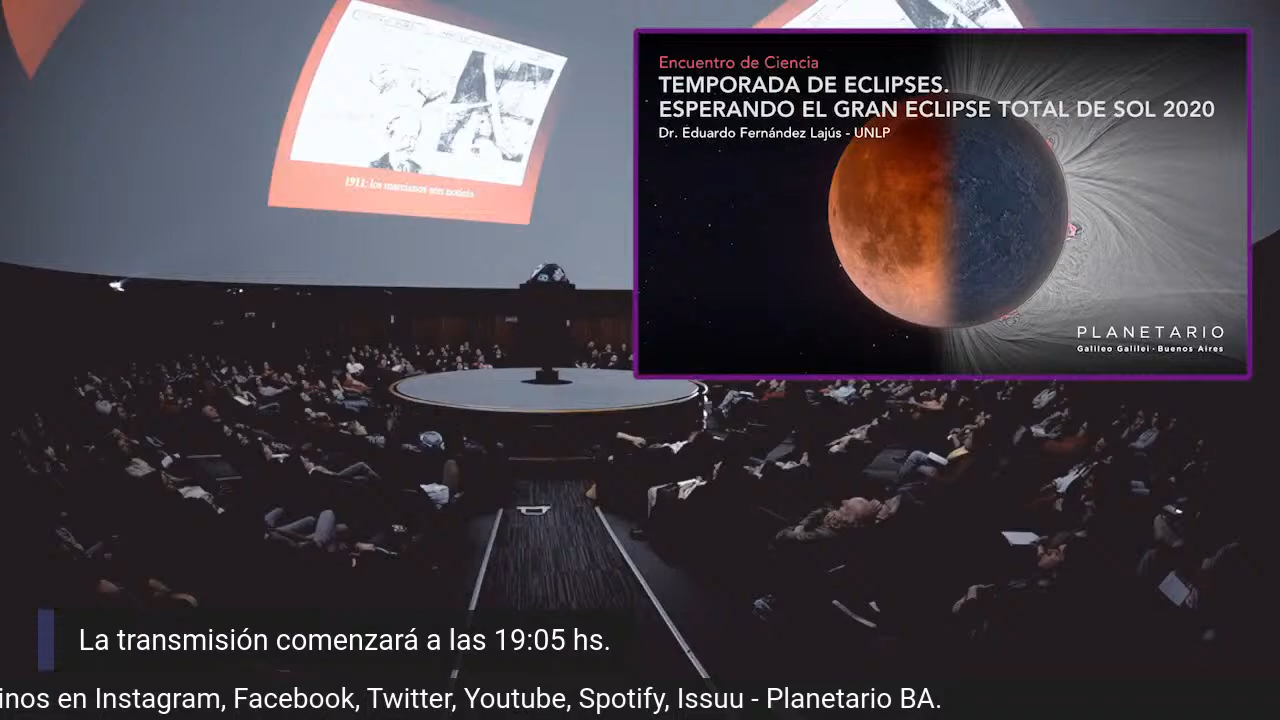 1911: los marcianos son noticia
Encuentro de Ciencia
TEMPORADA DE ECLIPSES.
ESPERANDO EL GRAN ECLIPSE TOTAL DE SOL 2020
Dr. Eduardo Fernández Lajús - UNLP
PLANETARIO
Galileo Galilei · Buenos Aires
La transmisión comenzará a las 19:05 hs.
inos en Instagram, Facebook, Twitter, Youtube, Spotify, Issuu - Planetario BA.